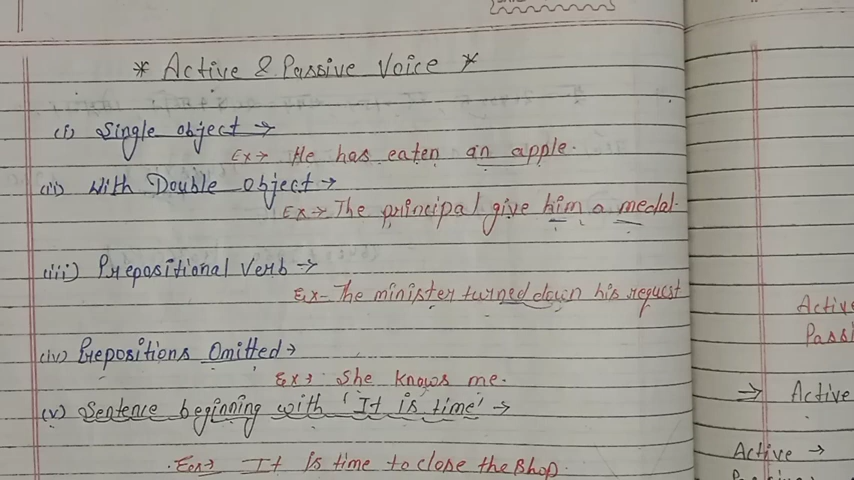 * Active & Passive Voice *
(i) Single object →
Ex → He has eaten an apple.
(ii) With Double object →
Ex → The principal give him a medal.
(iii) Prepositional Verb →
Ex - The minister turned down his request
(iv) Prepositions Omitted →
Ex → She knows me.
(v) Sentence beginning with 'It is time' →
Ex → It is time to close the shop.
Active
Passi
⇒ Active
Active →